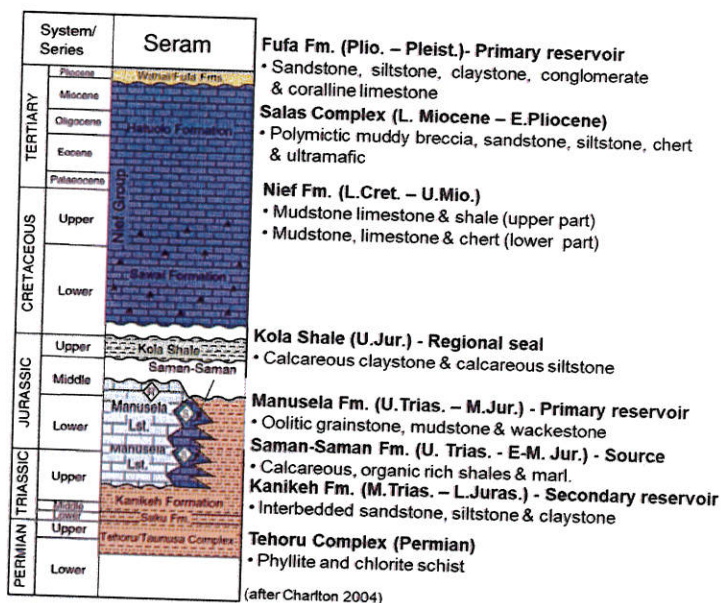 System/
Series
Seram
TERTIARY
Pliocene
Miocene
Oligocene
Eocene
Palaeocene
CRETACEOUS
Upper
Lower
JURASSIC
Upper
Middle
Lower
TRIASSIC
Upper
Middle
Lower
PERMIAN
Upper
Lower
Wahai/Fufa Fms
Hatuolo Formation
Nief Group
Sawai Formation
Kola Shale
Saman-Saman
R
Manusela
Lst.
S
Manusela
Lst.
S
Kanikeh Formation
Saku Fm.
Tehoru/Taunusa Complex
Fufa Fm. (Plio. – Pleist.)- Primary reservoir
• Sandstone, siltstone, claystone, conglomerate
& coralline limestone
Salas Complex (L. Miocene – E.Pliocene)
• Polymictic muddy breccia, sandstone, siltstone, chert
& ultramafic
Nief Fm. (L.Cret. – U.Mio.)
• Mudstone limestone & shale (upper part)
• Mudstone, limestone & chert (lower part)
Kola Shale (U.Jur.) - Regional seal
• Calcareous claystone & calcareous siltstone
Manusela Fm. (U.Trias. – M.Jur.) - Primary reservoir
• Oolitic grainstone, mudstone & wackestone
Saman-Saman Fm. (U. Trias. - E-M. Jur.) - Source
• Calcareous, organic rich shales & marl.
Kanikeh Fm. (M.Trias. – L.Juras.) - Secondary reservoir
• Interbedded sandstone, siltstone & claystone
Tehoru Complex (Permian)
• Phyllite and chlorite schist
(after Charlton 2004)